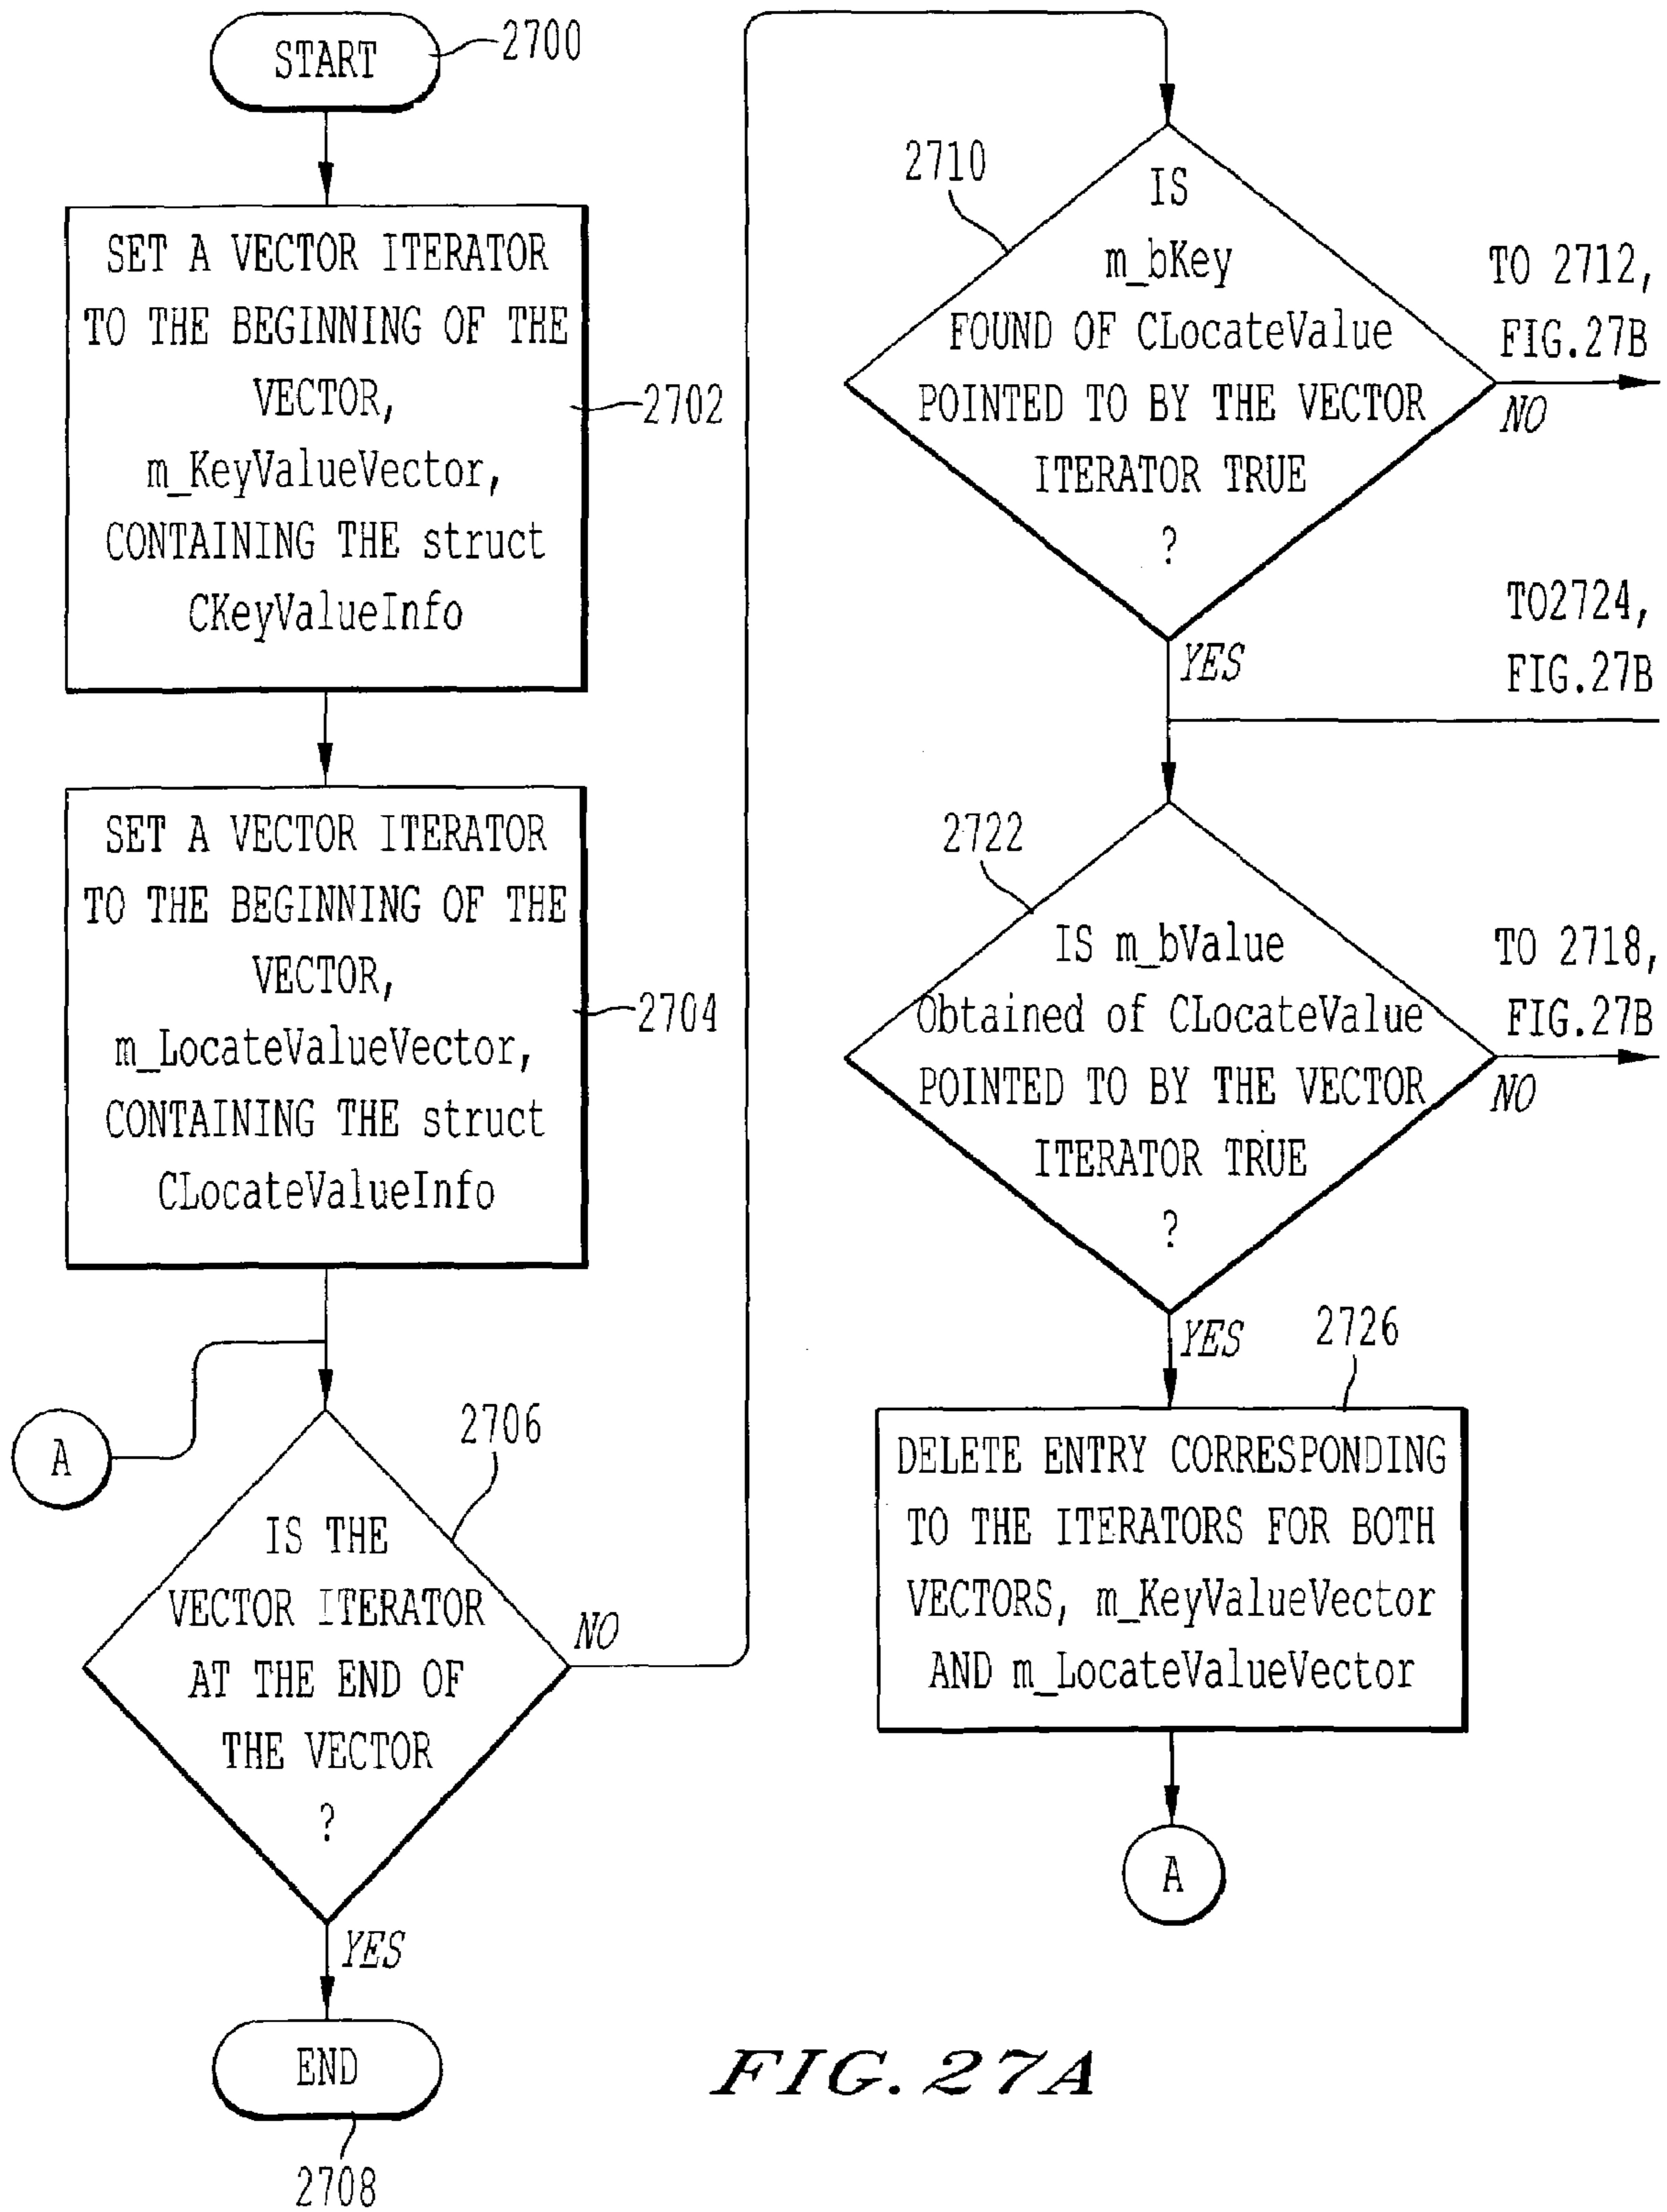 START
2700
SET A VECTOR ITERATOR
TO THE BEGINNING OF THE
VECTOR,
m_KeyValueVector,
CONTAINING THE struct
CKeyValueInfo
2702
SET A VECTOR ITERATOR
TO THE BEGINNING OF THE
VECTOR,
m_LocateValueVector,
CONTAINING THE struct
CLocateValueInfo
2704
A
2706
IS THE
VECTOR ITERATOR
AT THE END OF
THE VECTOR
?
NO
YES
END
2708
2710
IS
m_bKey
FOUND OF CLocateValue
POINTED TO BY THE VECTOR
ITERATOR TRUE
?
TO 2712,
FIG.27B
NO
YES
TO2724,
FIG.27B
2722
IS m_bValue
Obtained of CLocateValue
POINTED TO BY THE VECTOR
ITERATOR TRUE
?
TO 2718,
FIG.27B
NO
YES
2726
DELETE ENTRY CORRESPONDING
TO THE ITERATORS FOR BOTH
VECTORS, m_KeyValueVector
AND m_LocateValueVector
A
FIG. 27A